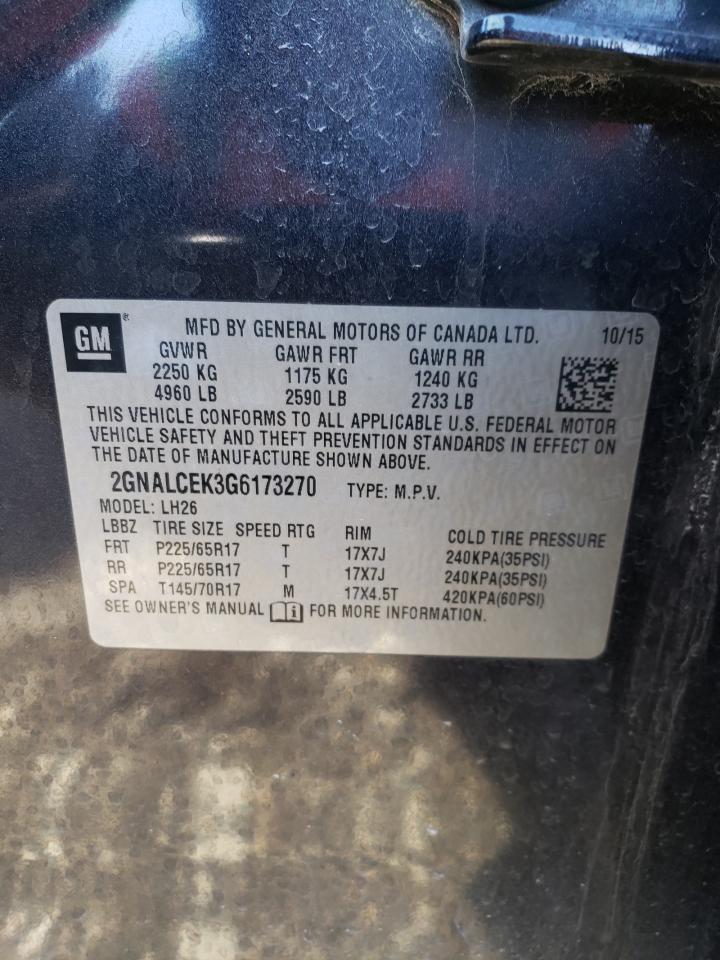 GM® MFD BY GENERAL MOTORS OF CANADA LTD. 10/15
GVWR GAWR FRT GAWR RR
2250 KG 1175 KG 1240 KG
4960 LB 2590 LB 2733 LB
THIS VEHICLE CONFORMS TO ALL APPLICABLE U.S. FEDERAL MOTOR
VEHICLE SAFETY AND THEFT PREVENTION STANDARDS IN EFFECT ON
THE DATE OF MANUFACTURE SHOWN ABOVE.
2GNALCEK3G6173270 TYPE: M.P.V.
MODEL: LH26
LBBZ TIRE SIZE SPEED RTG RIM COLD TIRE PRESSURE
FRT P225/65R17 T 17X7J 240KPA(35PSI)
RR P225/65R17 T 17X7J 240KPA(35PSI)
SPA T145/70R17 M 17X4.5T 420KPA(60PSI)
SEE OWNER'S MANUAL FOR MORE INFORMATION.